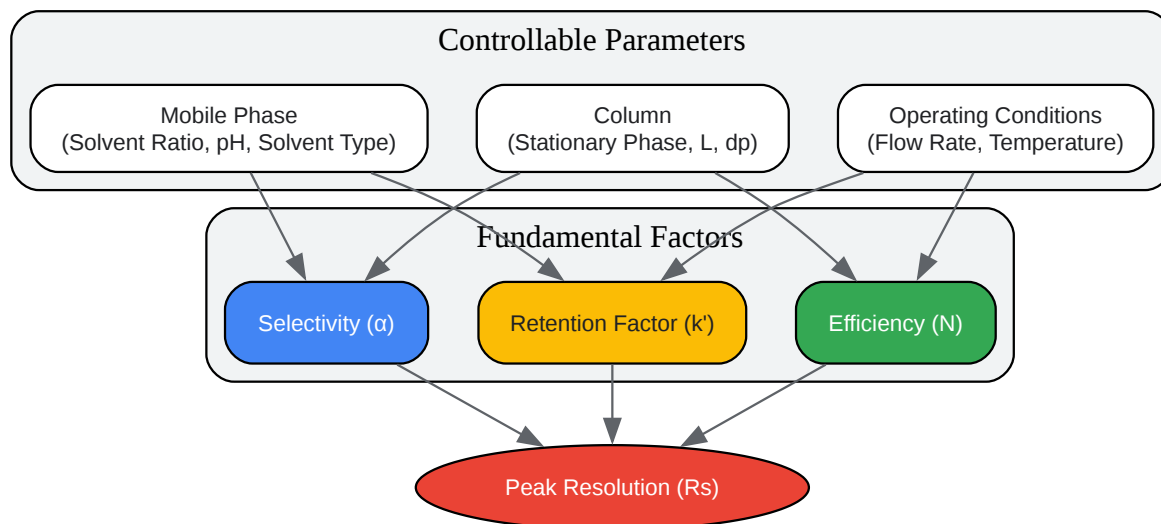 Controllable Parameters
Mobile Phase
(Solvent Ratio, pH, Solvent Type)
Column
(Stationary Phase, L, dp)
Operating Conditions
(Flow Rate, Temperature)
Fundamental Factors
Selectivity (α)
Retention Factor (k')
Efficiency (N)
Peak Resolution (Rs)